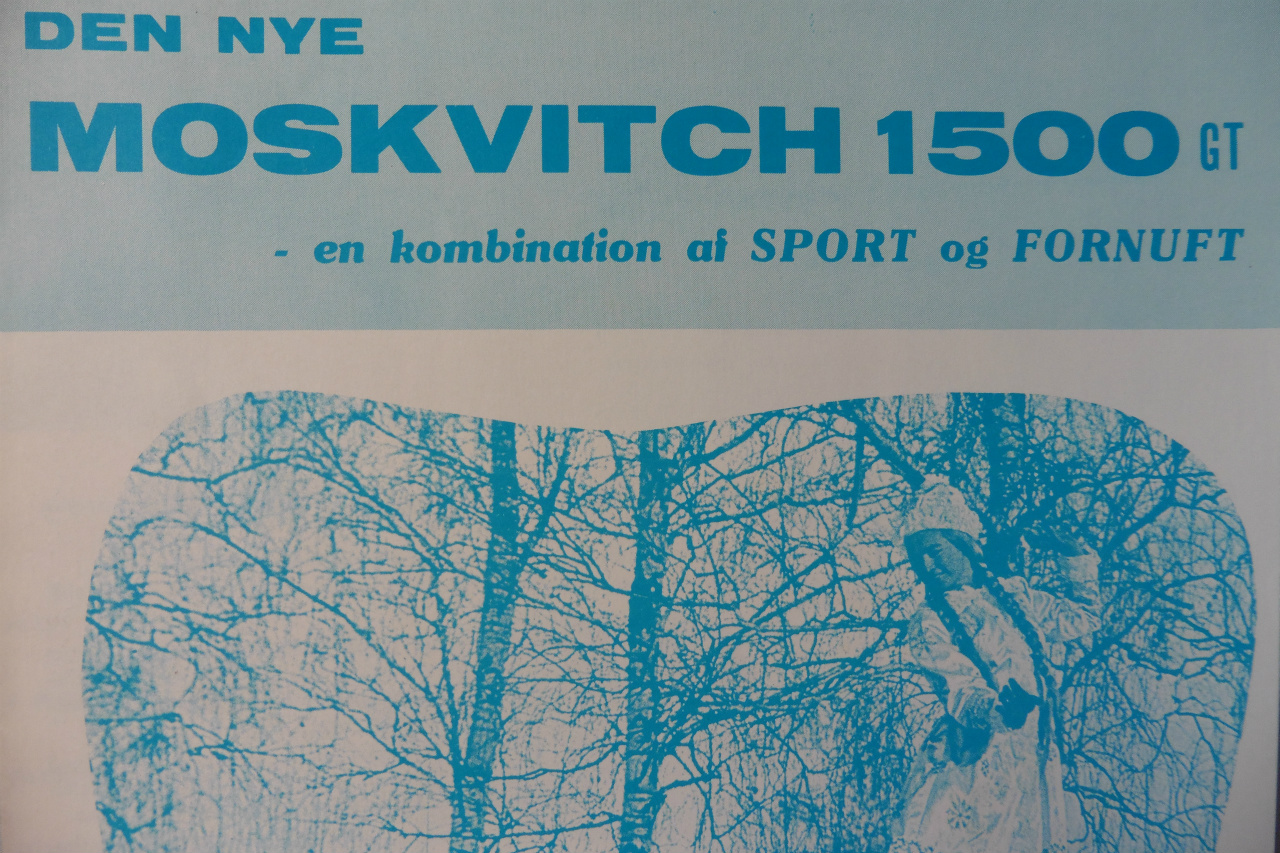 DEN NYE
MOSKVITCH 1500 GT
- en kombination af SPORT og FORNUFT